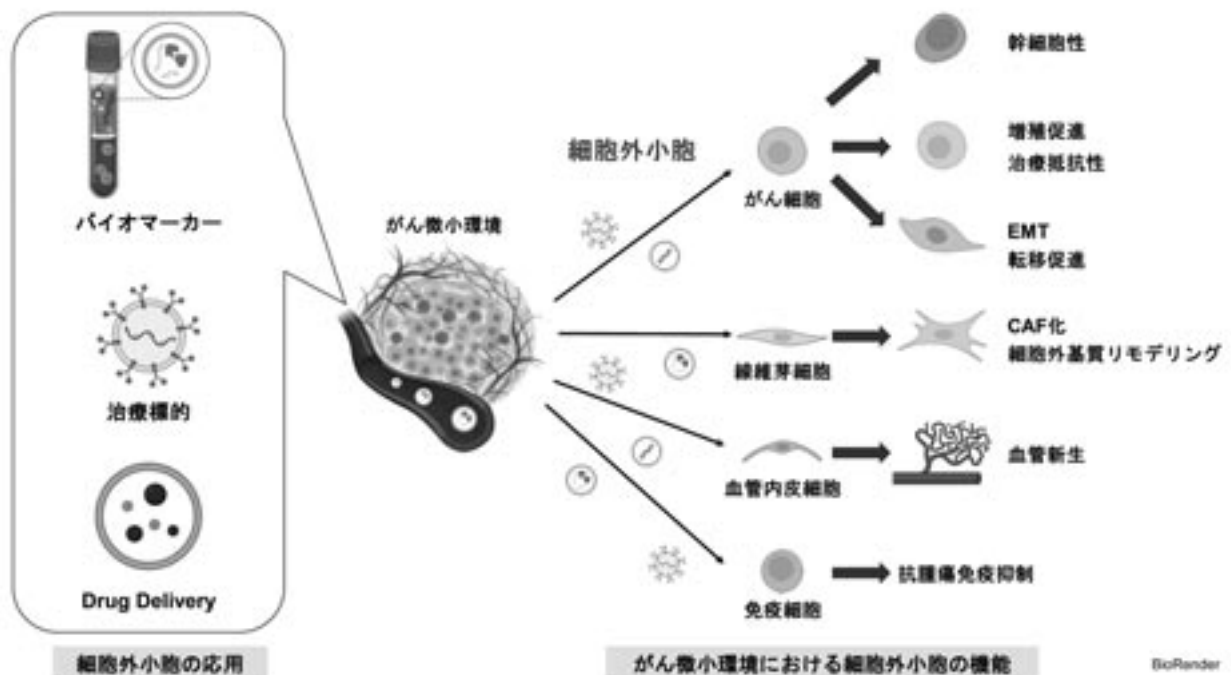 バイオマーカー
治療標的
Drug Delivery
細胞外小胞の応用
がん微小環境
細胞外小胞
がん細胞
幹細胞性
増殖促進
治療抵抗性
EMT
転移促進
線維芽細胞
CAF化
細胞外基質リモデリング
血管内皮細胞
血管新生
免疫細胞
抗腫瘍免疫抑制
がん微小環境における細胞外小胞の機能
BioRender